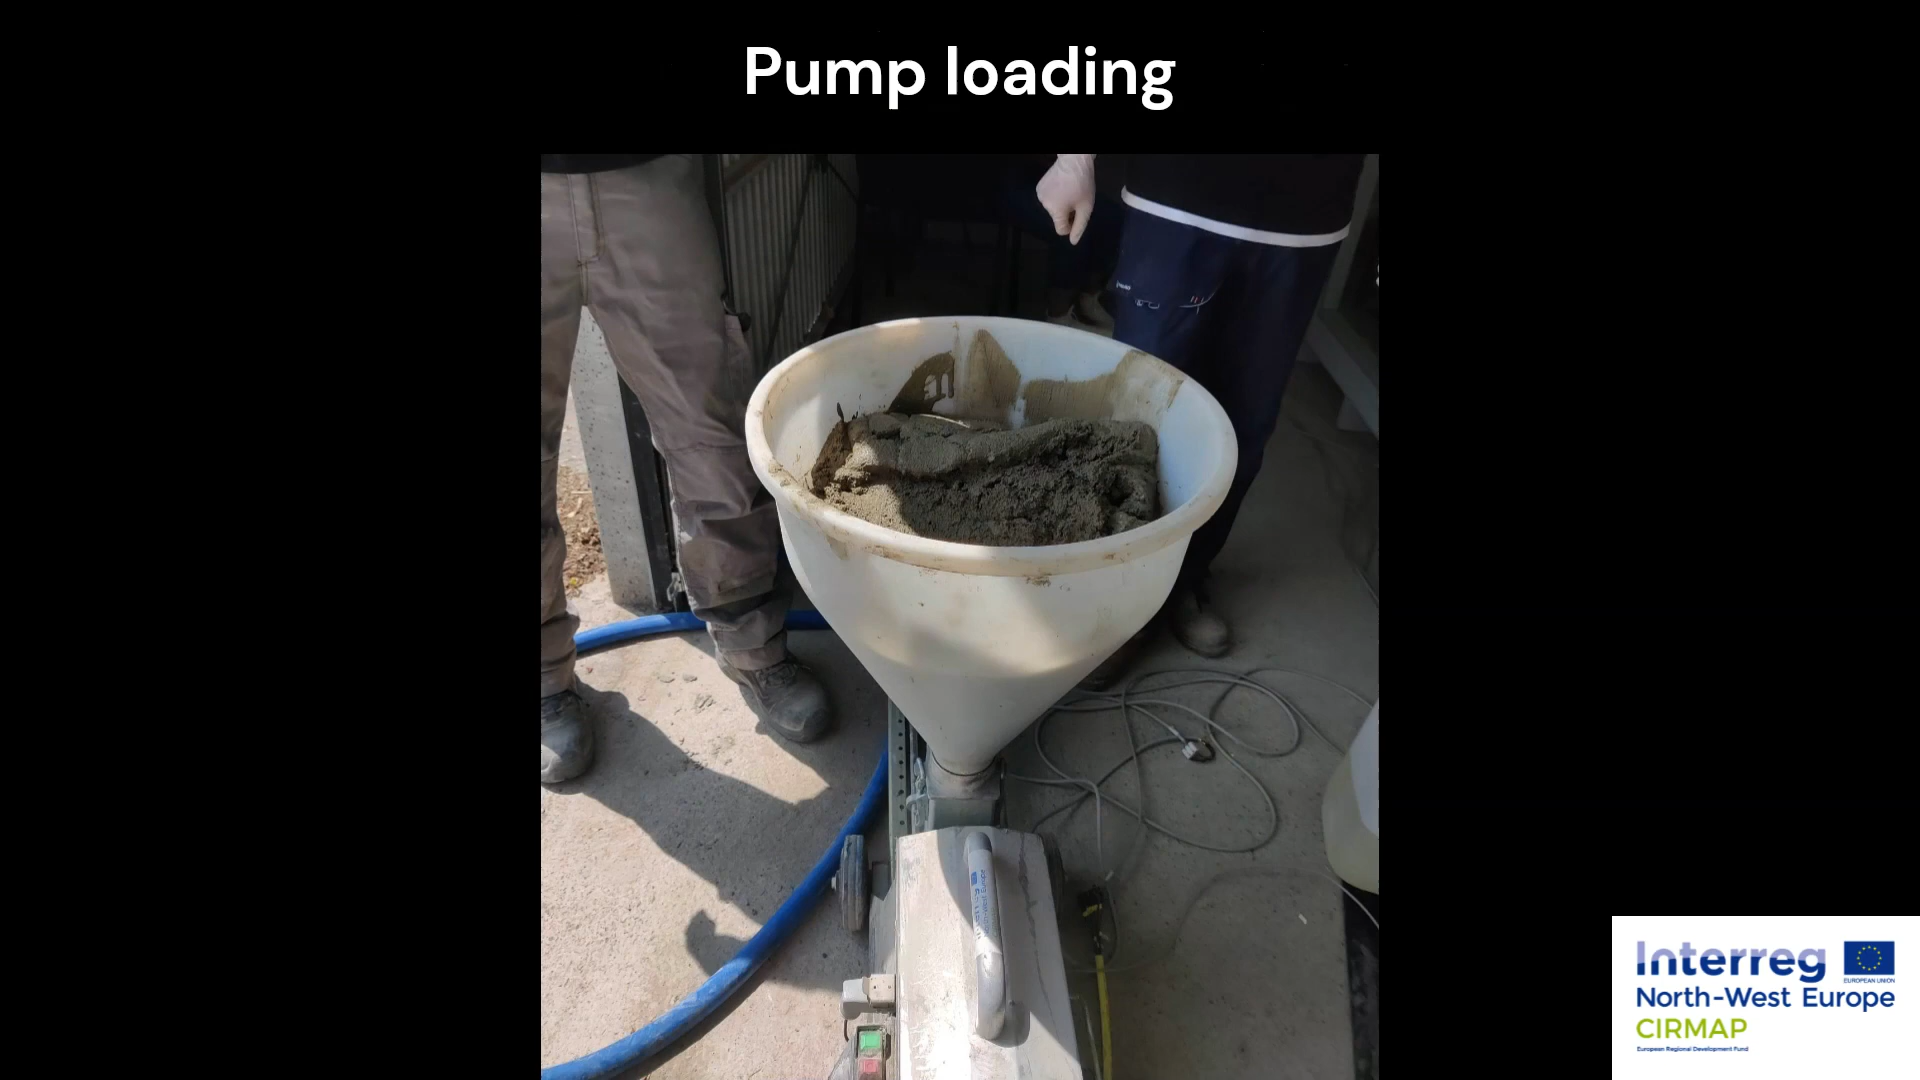 Pump loading
Interreg
EUROPEAN UNION
North-West Europe
CIRMAP
European Regional Development Fund